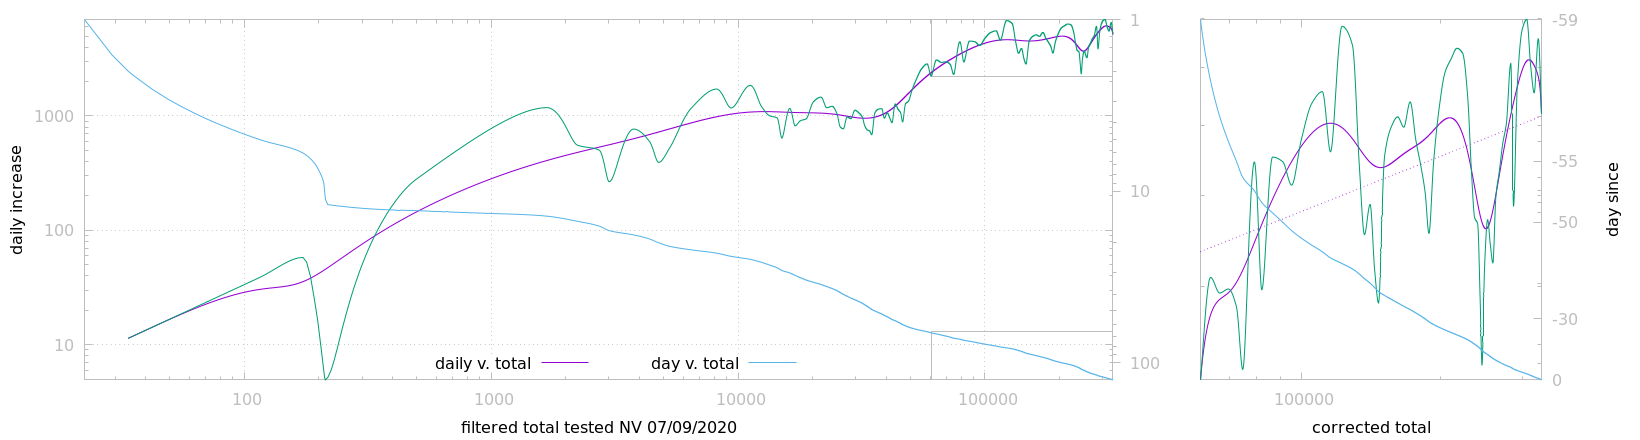 1000
100
10
daily increase
100
1000
10000
100000
filtered total tested NV 07/09/2020
daily v. total
day v. total
1
10
100
100000
corrected total
-59
-55
-50
-30
0
day since